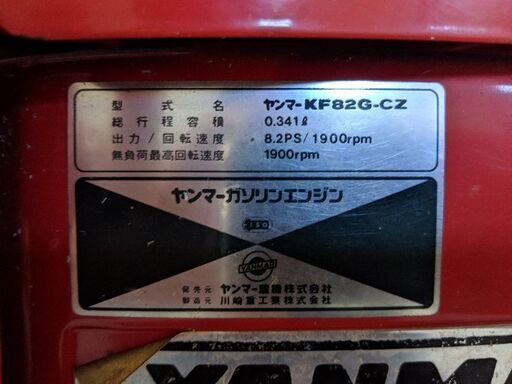 型式名 ヤンマーKF82G-CZ
総行程容積 0.341ℓ
出力/回転速度 8.2PS/1900rpm
無負荷最高回転速度 1900rpm
ヤンマーガソリンエンジン
YANMAR
発売元 ヤンマー農機株式会社
製造元 川崎重工業株式会社
YANMA